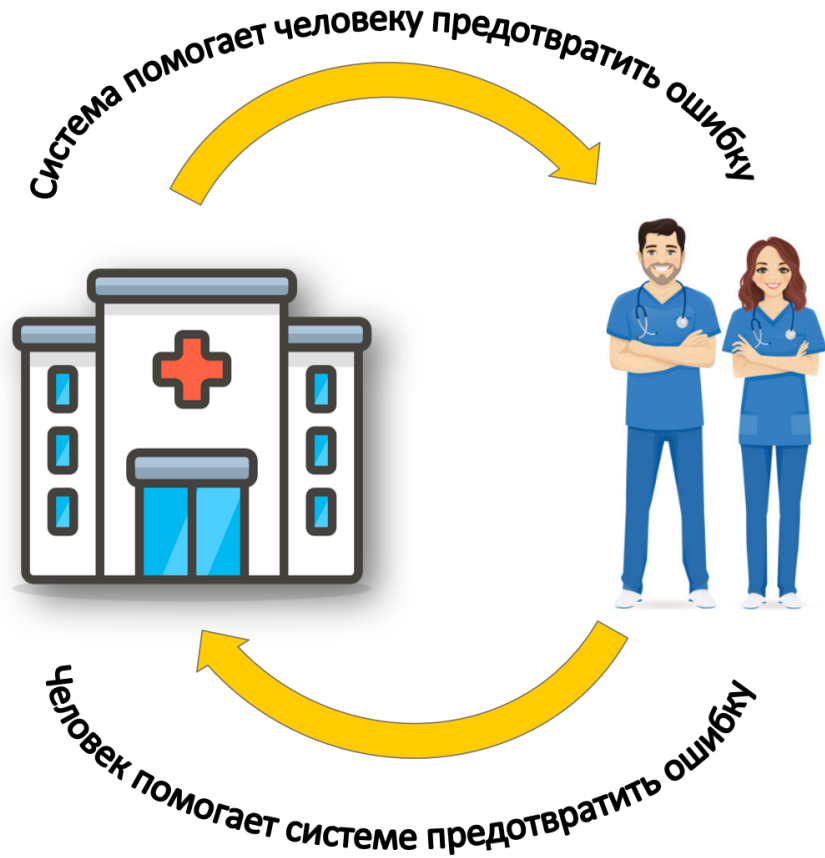 Система помогает человеку предотвратить ошибку
Человек помогает системе предотвратить ошибку